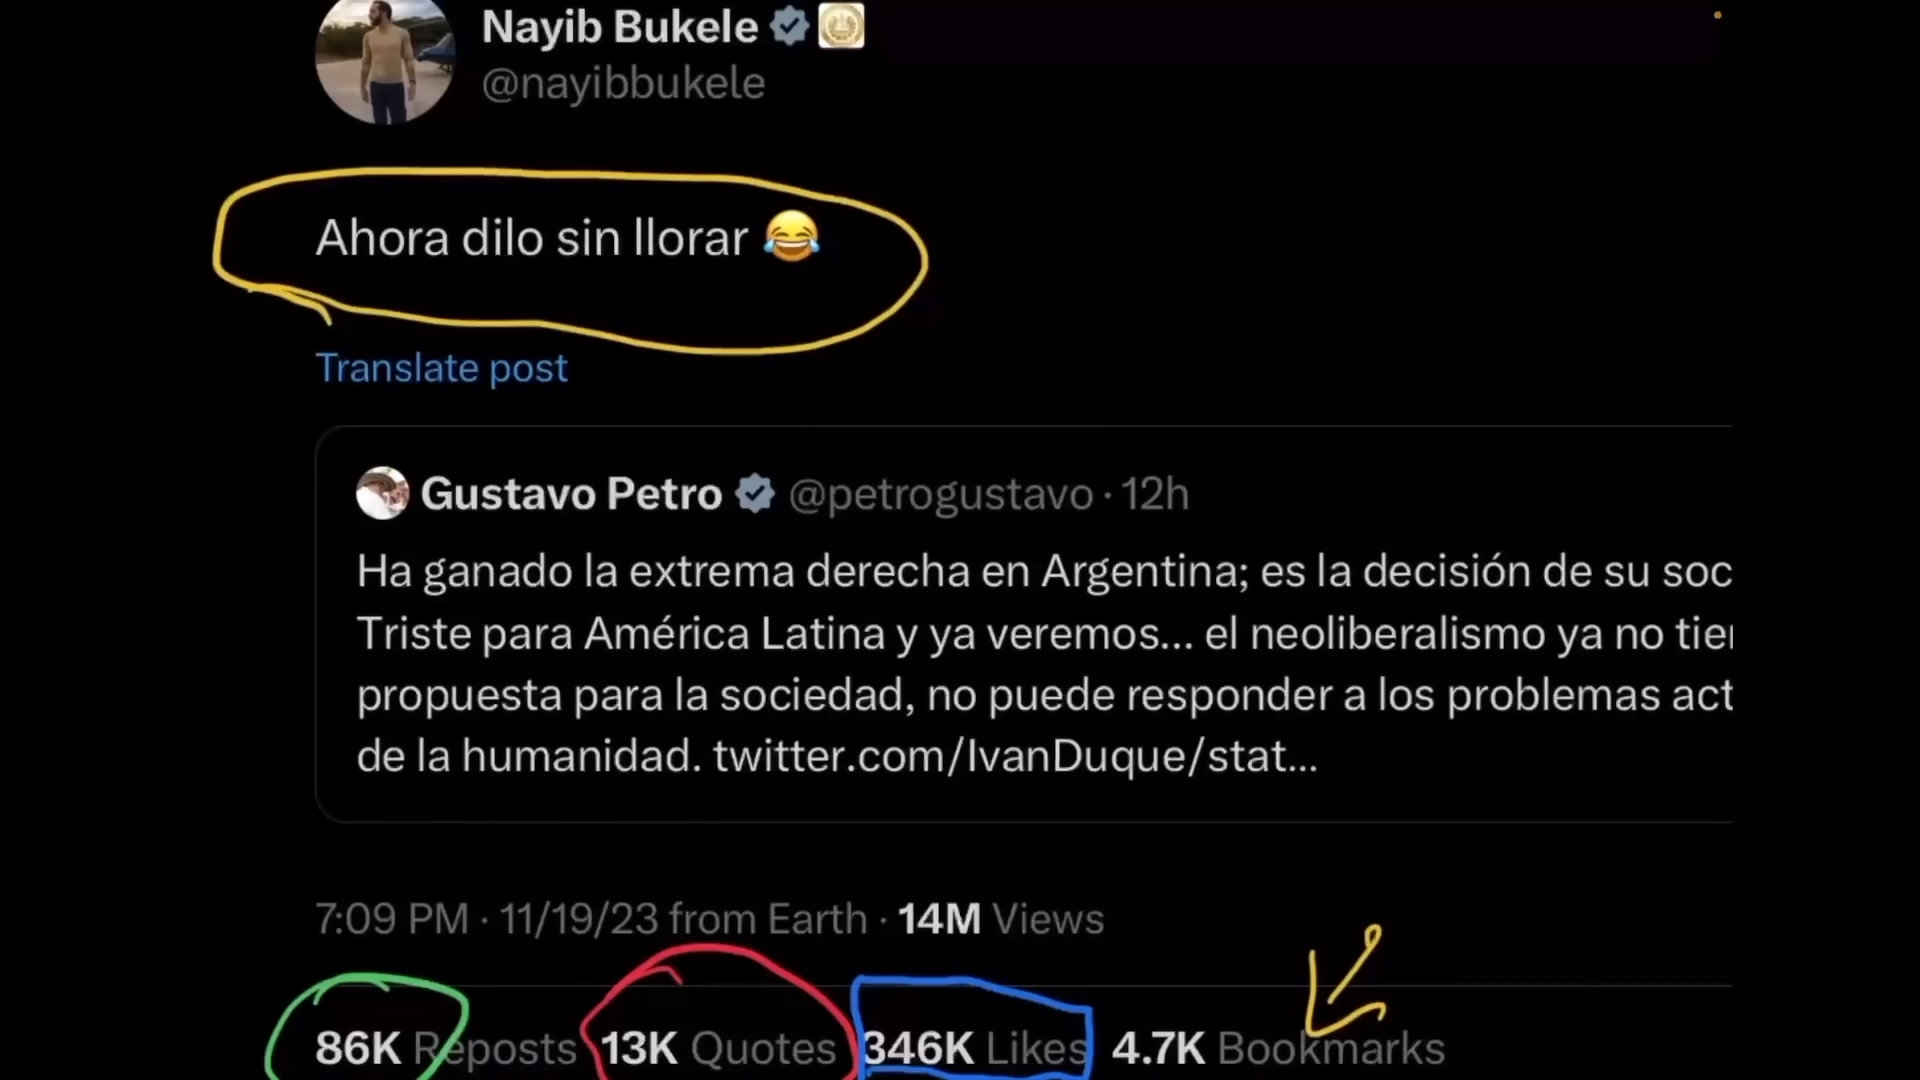 Nayib Bukele
@nayibbukele
Ahora dilo sin llorar 😂
Translate post
Gustavo Petro @petrogustavo · 12h
Ha ganado la extrema derecha en Argentina; es la decisión de su soc
Triste para América Latina y ya veremos... el neoliberalismo ya no tier
propuesta para la sociedad, no puede responder a los problemas act
de la humanidad. twitter.com/IvanDuque/stat...
7:09 PM · 11/19/23 from Earth · 14M Views
86K Reposts 13K Quotes 346K Likes 4.7K Bookmarks